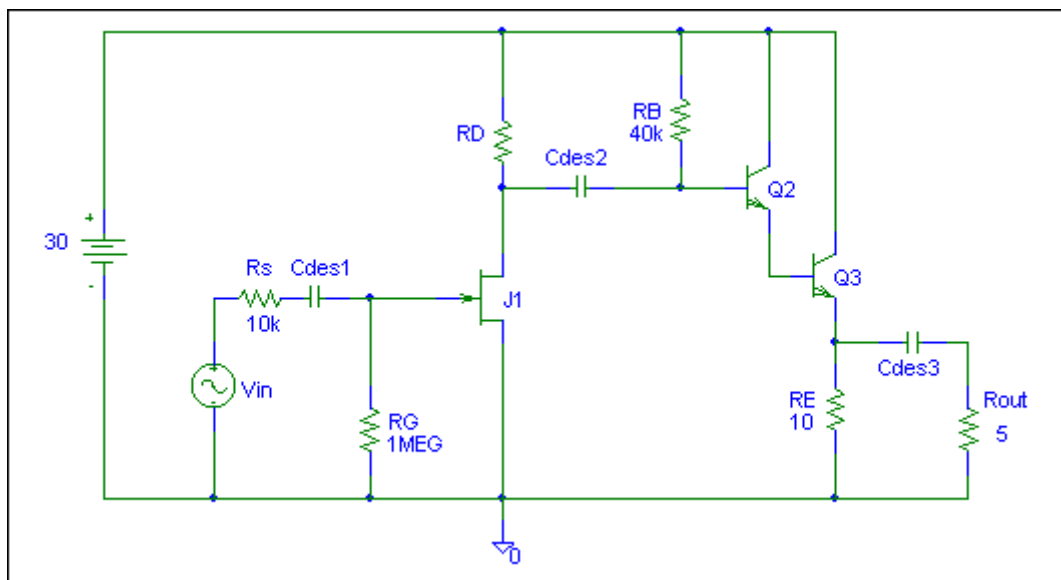 RD
RB
40k
Cdes2
Q2
+
30
-
Rs
10k
Cdes1
J1
Q3
Vin
+
-
RG
1MEG
Cdes3
RE
10
Rout
5
0